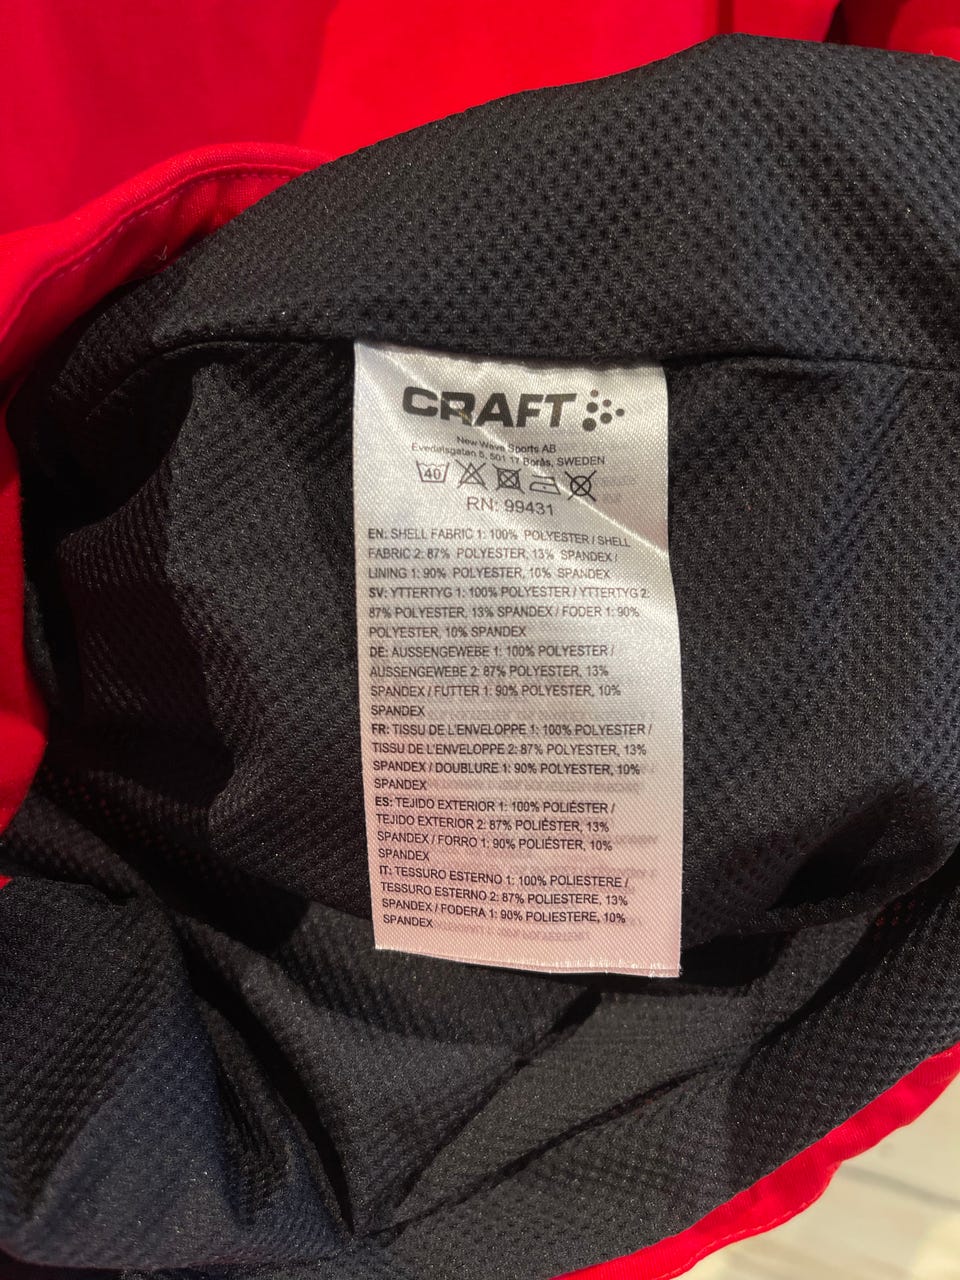 CRAFT
New Wave Sports AB
Evedalsgatan 5, 501 17 Borås, SWEDEN
40
RN: 99431
EN: SHELL FABRIC 1: 100% POLYESTER / SHELL
FABRIC 2: 87% POLYESTER, 13% SPANDEX /
LINING 1: 90% POLYESTER, 10% SPANDEX
SV: YTTERTYG 1: 100% POLYESTER / YTTERTYG 2:
87% POLYESTER, 13% SPANDEX / FODER 1: 90%
POLYESTER, 10% SPANDEX
DE: AUSSENGEWEBE 1: 100% POLYESTER /
AUSSENGEWEBE 2: 87% POLYESTER, 13%
SPANDEX / FUTTER 1: 90% POLYESTER, 10%
SPANDEX
FR: TISSU DE L'ENVELOPPE 1: 100% POLYESTER /
TISSU DE L'ENVELOPPE 2: 87% POLYESTER, 13%
SPANDEX / DOUBLURE 1: 90% POLYESTER, 10%
SPANDEX
ES: TEJIDO EXTERIOR 1: 100% POLIÉSTER /
TEJIDO EXTERIOR 2: 87% POLIÉSTER, 13%
SPANDEX / FORRO 1: 90% POLIÉSTER, 10%
SPANDEX
IT: TESSURO ESTERNO 1: 100% POLIESTERE /
TESSURO ESTERNO 2: 87% POLIESTERE, 13%
SPANDEX / FODERA 1: 90% POLIESTERE, 10%
SPANDEX